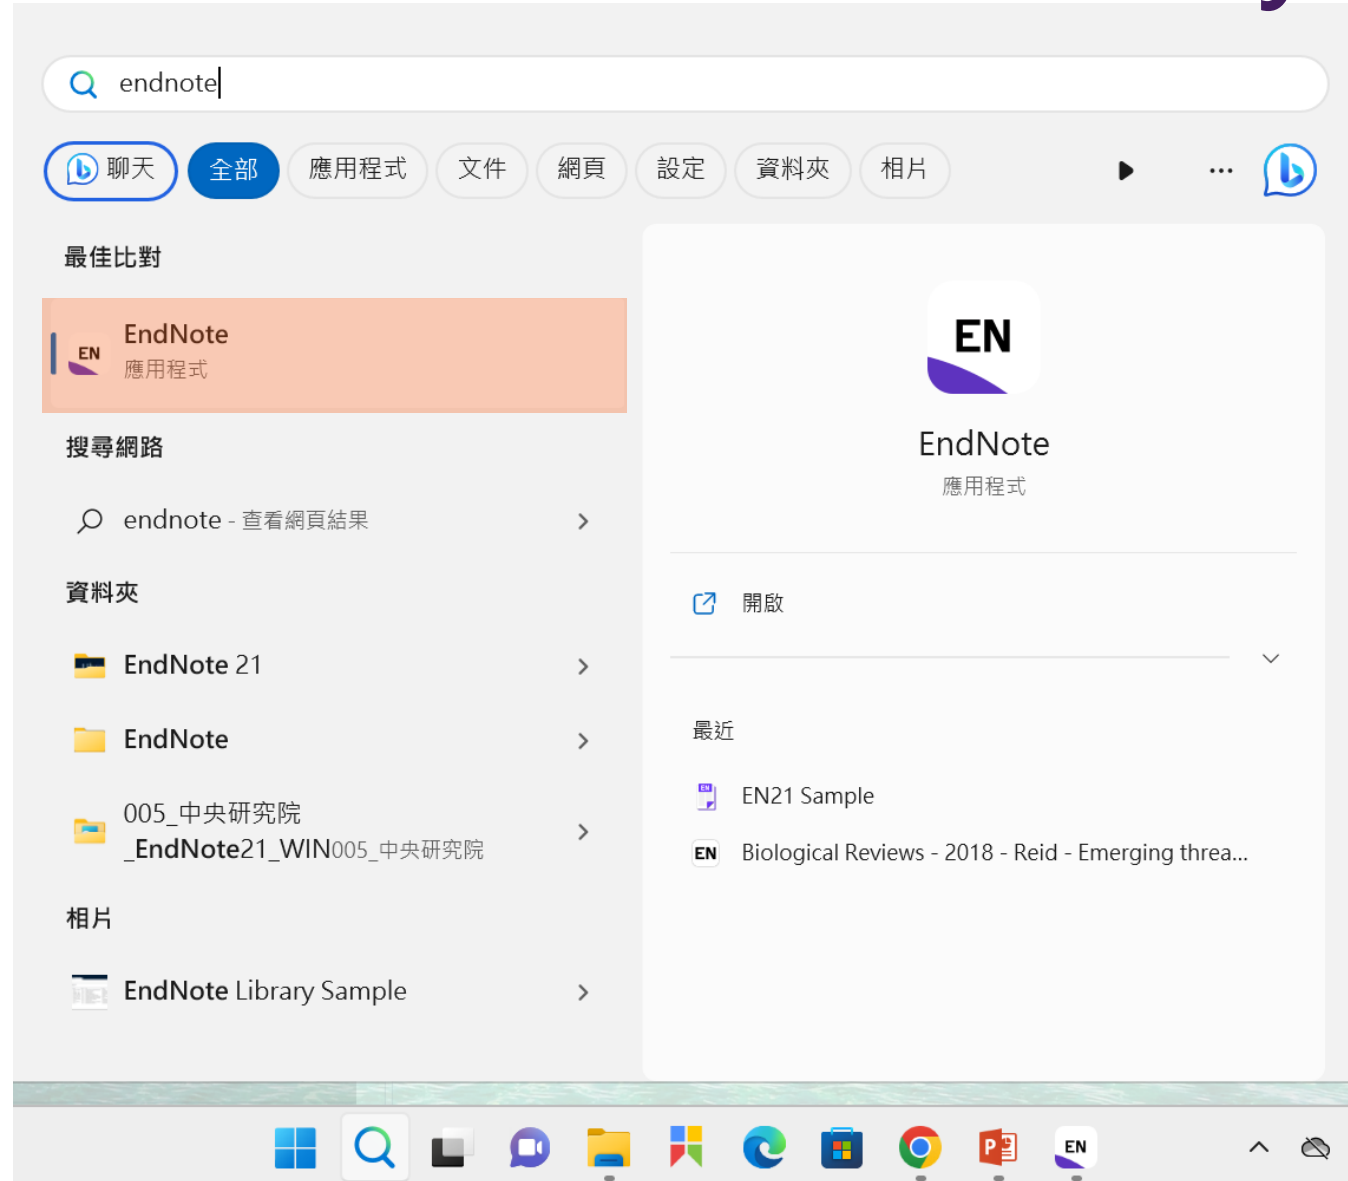 endnote
聊天 全部 應用程式 文件 網頁 設定 資料夾 相片
最佳比對
EN EndNote
應用程式
搜尋網路
endnote - 查看網頁結果
資料夾
EndNote 21
EndNote
005_中央研究院
_EndNote21_WIN005_中央研究院
相片
EndNote Library Sample
EN
EndNote
應用程式
開啟
最近
EN21 Sample
EN Biological Reviews - 2018 - Reid - Emerging threa...
EN